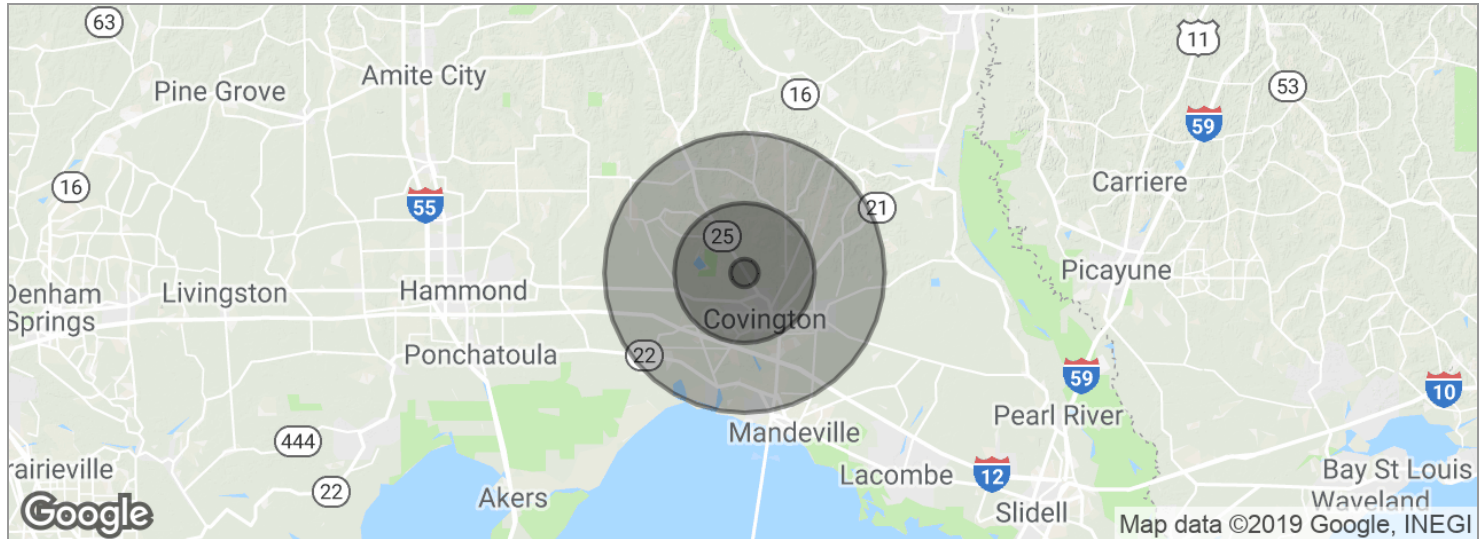 63
11
Amite City
Pine Grove
16
53
59
16
Carriere
55
21
25
Picayune
Denham
Springs
Livingston
Hammond
Covington
Ponchatoula
22
59
10
Pearl River
Mandeville
444
rairieville
Lacombe
12
Bay St Louis
22
Akers
Slidell
Waveland
Google
Map data ©2019 Google, INEGI